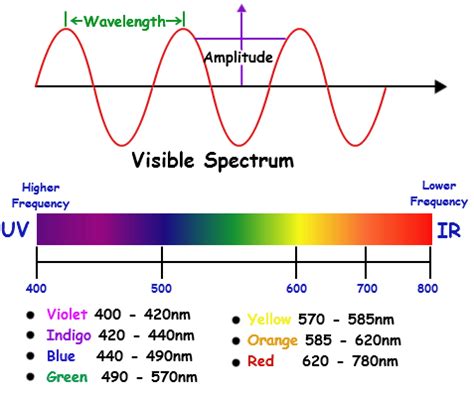 Wavelength
Amplitude
Visible Spectrum
Higher
Frequency
Lower
Frequency
UV
IR
400 500 600 700 800
Violet 400 - 420nm
Indigo 420 - 440nm
Blue 440 - 490nm
Green 490 - 570nm
Yellow 570 - 585nm
Orange 585 - 620nm
Red 620 - 780nm